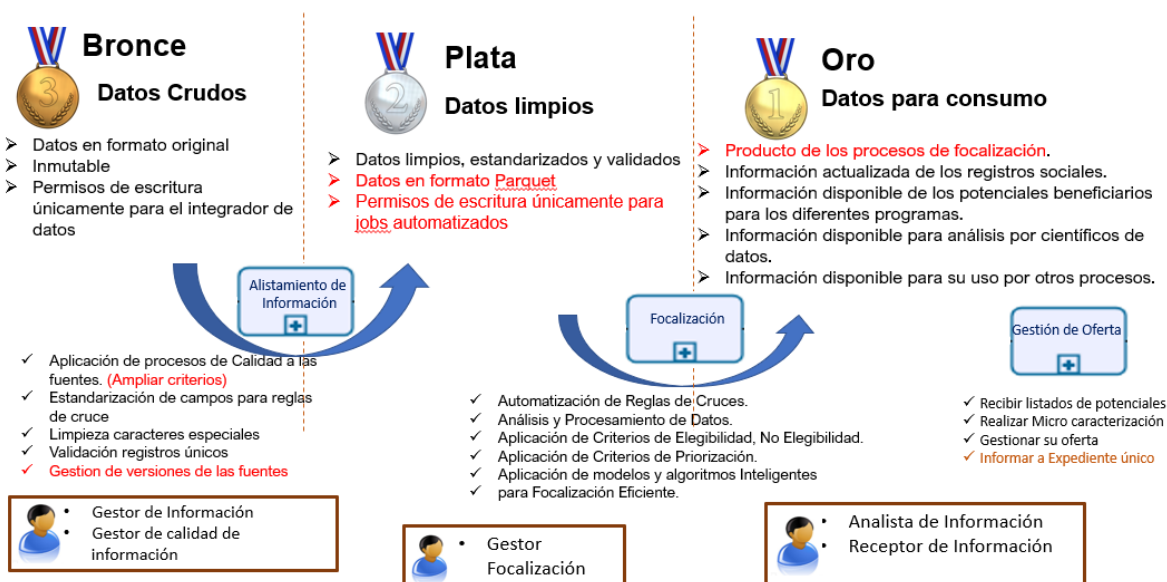 Bronce
3
Datos Crudos
Datos en formato original
Inmutable
Permisos de escritura
únicamente para el integrador de
datos
Plata
2
Datos limpios
Datos limpios, estandarizados y validados
Datos en formato Parquet
Permisos de escritura únicamente para
jobs automatizados
Oro
1
Datos para consumo
Producto de los procesos de focalización.
Información actualizada de los registros sociales.
Información disponible de los potenciales beneficiarios
para los diferentes programas.
Información disponible para análisis por científicos de
datos.
Información disponible para su uso por otros procesos.
Alistamiento de
Información
Focalización
Gestión de Oferta
Aplicación de procesos de Calidad a las
fuentes. (Ampliar criterios)
Estandarización de campos para reglas
de cruce
Limpieza caracteres especiales
Validación registros únicos
Gestion de versiones de las fuentes
Automatización de Reglas de Cruces.
Análisis y Procesamiento de Datos.
Aplicación de Criterios de Elegibilidad, No Elegibilidad.
Aplicación de Criterios de Priorización.
Aplicación de modelos y algoritmos Inteligentes
para Focalización Eficiente.
Recibir listados de potenciales
Realizar Micro caracterización
Gestionar su oferta
Informar a Expediente único
Gestor de Información
Gestor de calidad de
información
Gestor
Focalización
Analista de Información
Receptor de Información